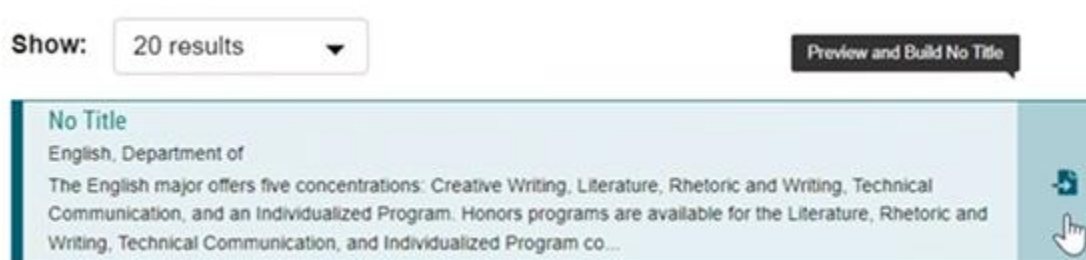 Show: 20 results
Preview and Build No Title
No Title
English, Department of
The English major offers five concentrations: Creative Writing, Literature, Rhetoric and Writing, Technical
Communication, and an Individualized Program. Honors programs are available for the Literature, Rhetoric and
Writing, Technical Communication, and Individualized Program co...